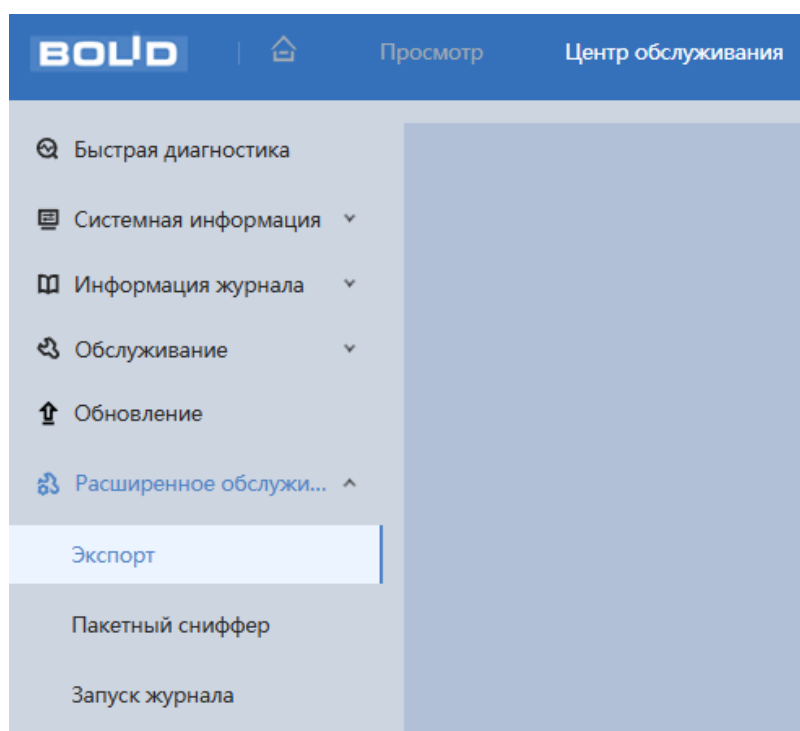 BOLID
Просмотр
Центр обслуживания
Быстрая диагностика
Системная информация
Информация журнала
Обслуживание
Обновление
Расширенное обслужи...
Экспорт
Пакетный сниффер
Запуск журнала